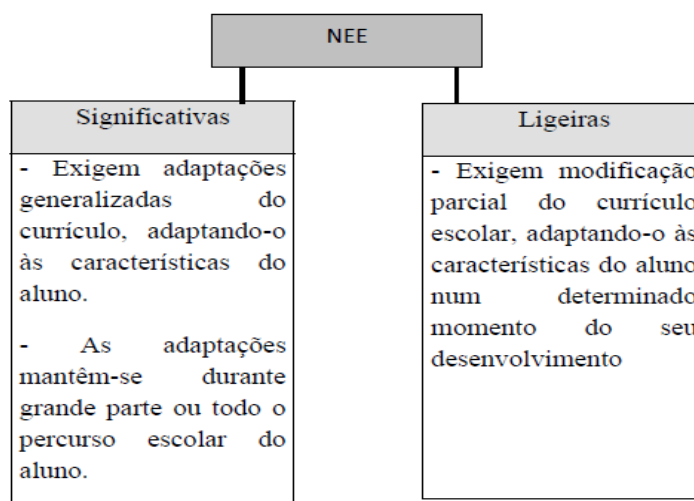 NEE
Significativas
- Exigem adaptações
generalizadas do
currículo, adaptando-o
às características do
aluno.
- As adaptações
mantêm-se durante
grande parte ou todo o
percurso escolar do
aluno.
Ligeiras
- Exigem modificação
parcial do currículo
escolar, adaptando-o às
características do aluno
num determinado
momento do seu
desenvolvimento